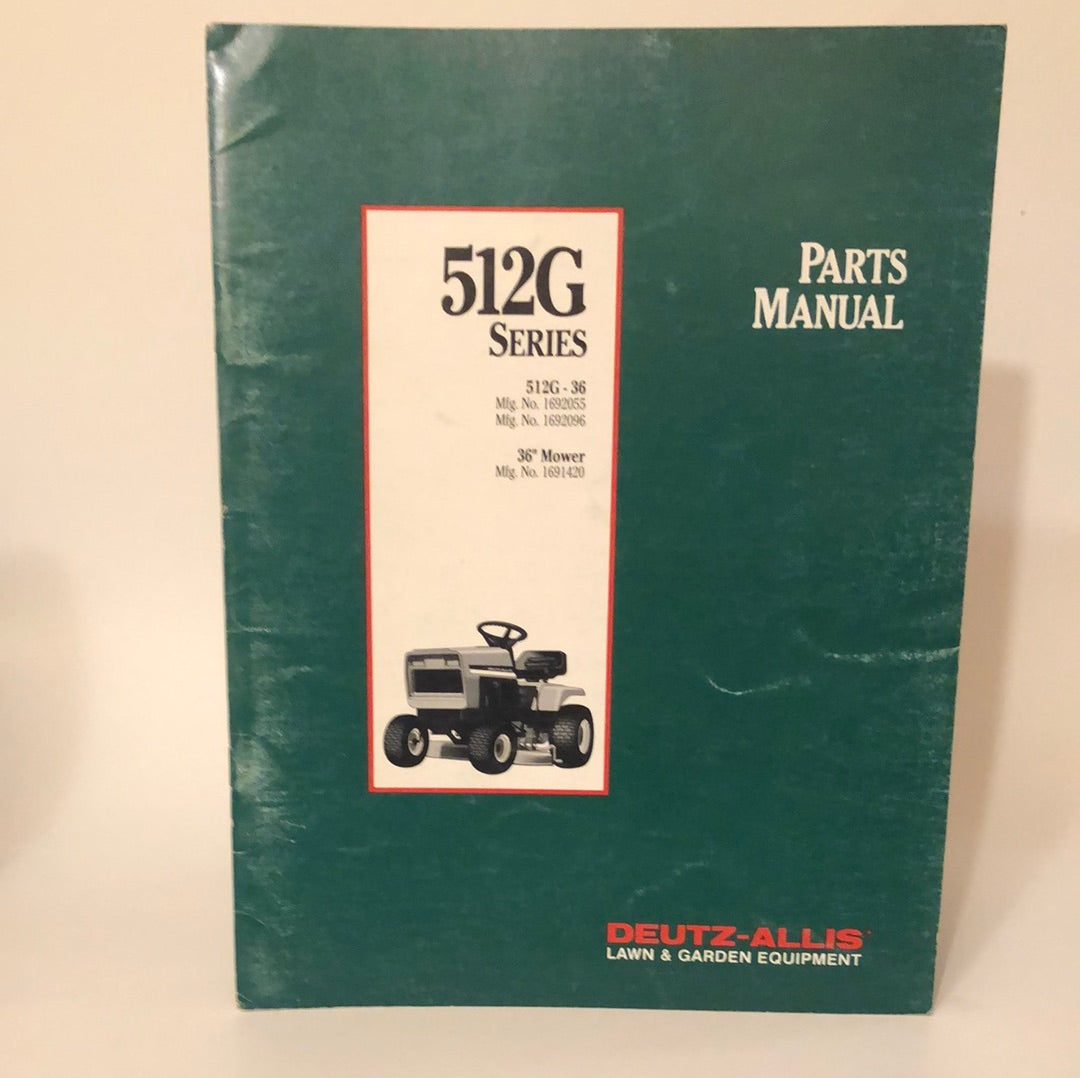 512G
SERIES
512G - 36
Mfg. No. 1692055
Mfg. No. 1692096
36" Mower
Mfg. No. 1691420
PARTS
MANUAL
DEUTZ-ALLIS
LAWN & GARDEN EQUIPMENT